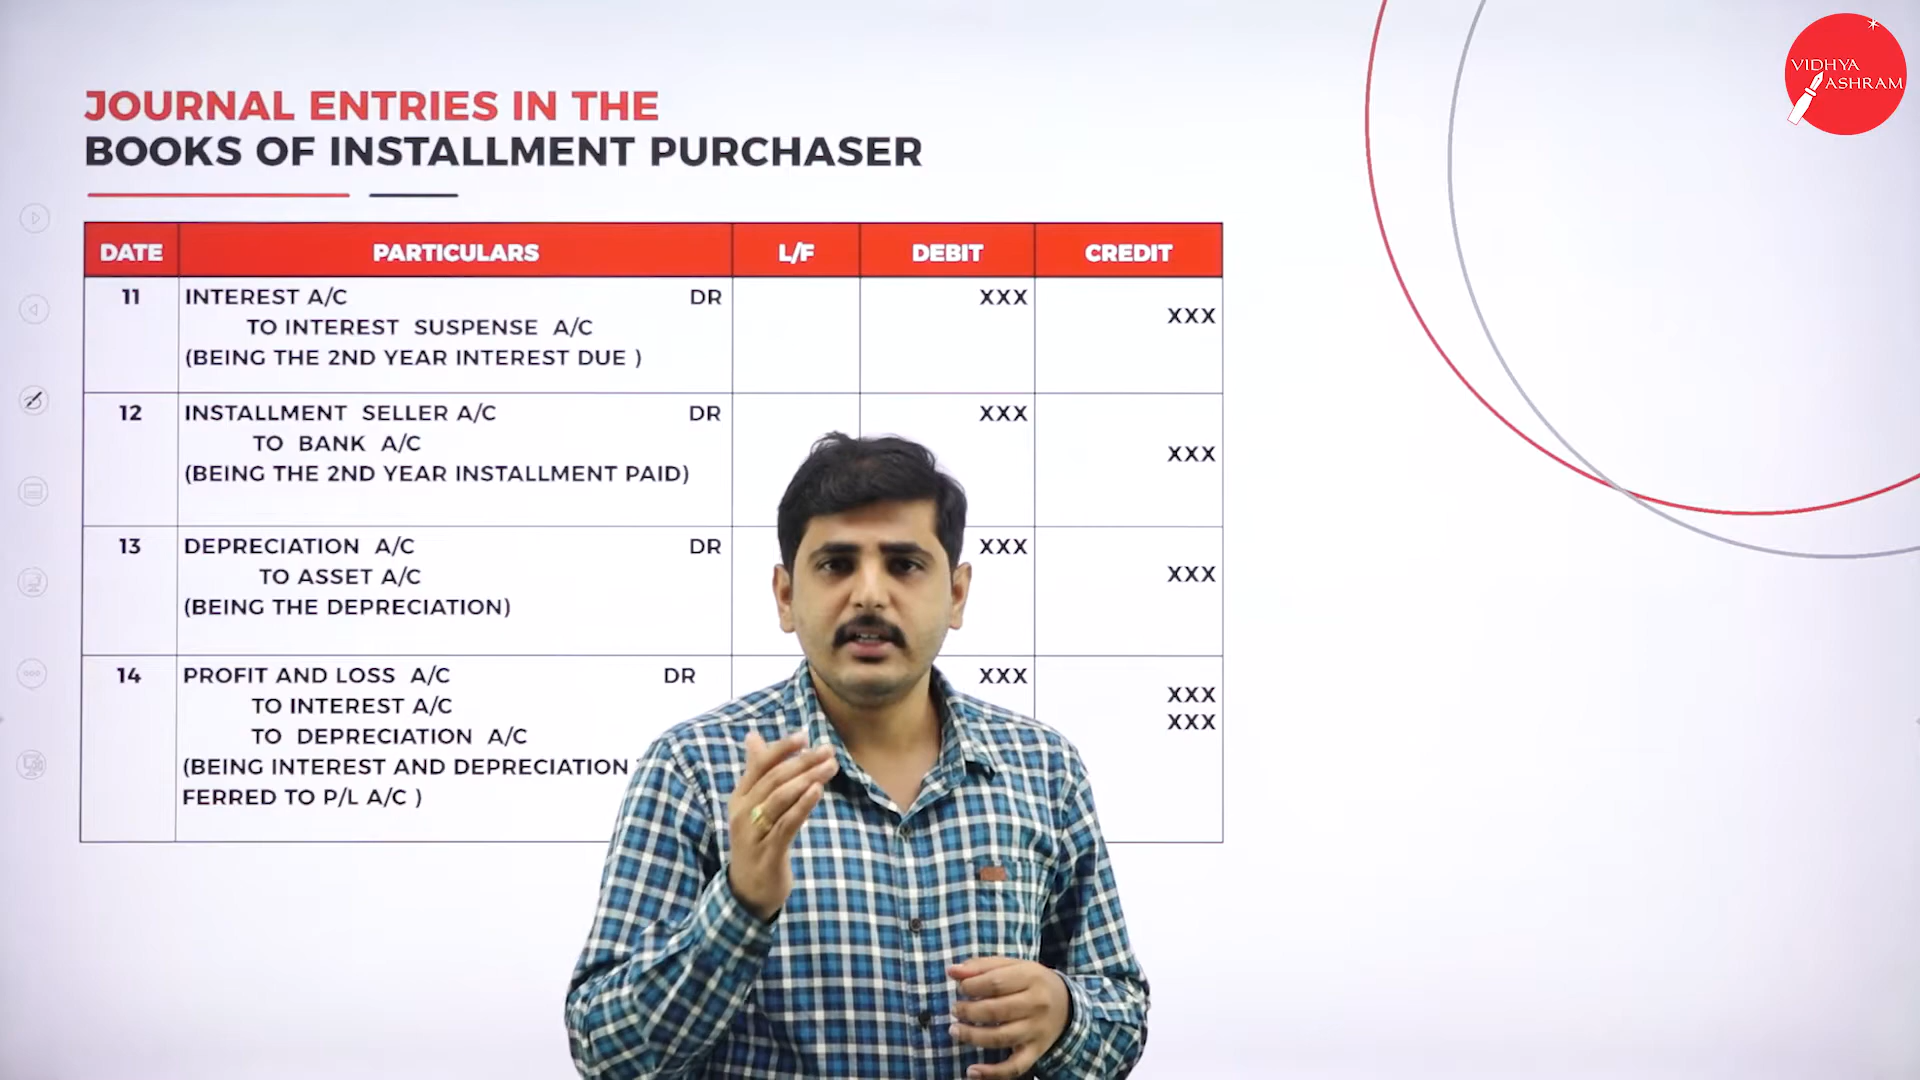 VIDHYA
ASHRAM
JOURNAL ENTRIES IN THE
BOOKS OF INSTALLMENT PURCHASER
DATE PARTICULARS L/F DEBIT CREDIT
11 INTEREST A/C DR XXX
TO INTEREST SUSPENSE A/C XXX
(BEING THE 2ND YEAR INTEREST DUE )
12 INSTALLMENT SELLER A/C DR XXX
TO BANK A/C XXX
(BEING THE 2ND YEAR INSTALLMENT PAID)
13 DEPRECIATION A/C DR XXX
TO ASSET A/C XXX
(BEING THE DEPRECIATION)
14 PROFIT AND LOSS A/C DR XXX
TO INTEREST A/C XXX
TO DEPRECIATION A/C XXX
(BEING INTEREST AND DEPRECIATION
FERRED TO P/L A/C )